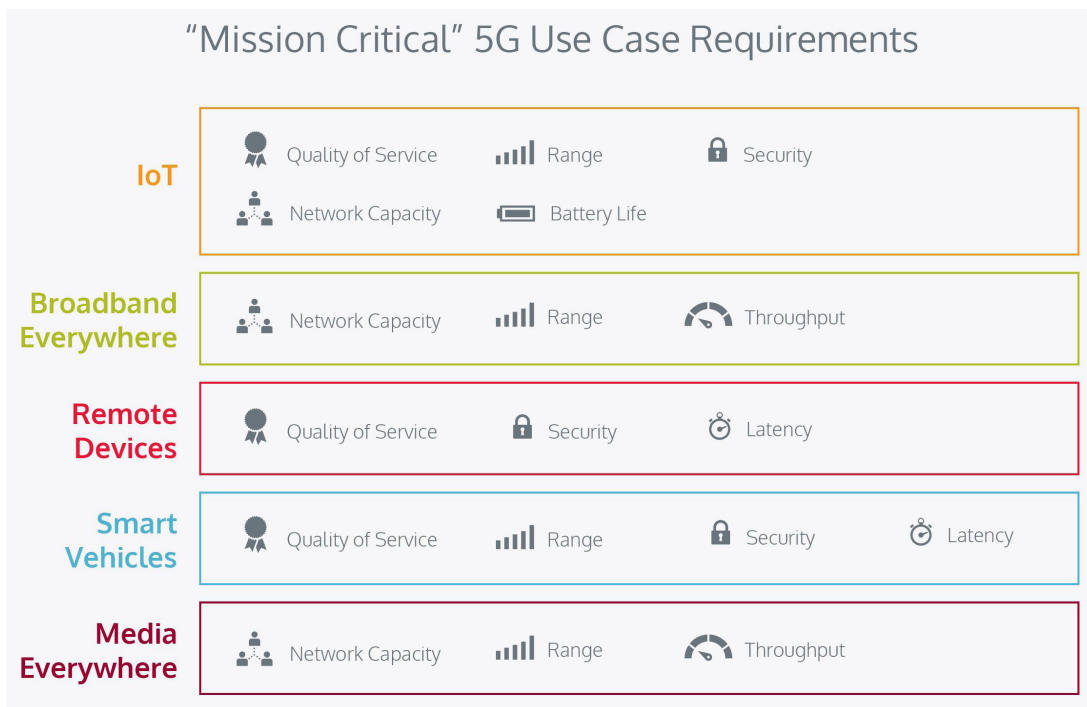 “Mission Critical” 5G Use Case Requirements
IoT
Quality of Service Range Security
Network Capacity Battery Life
Broadband
Everywhere
Network Capacity Range Throughput
Remote
Devices
Quality of Service Security Latency
Smart
Vehicles
Quality of Service Range Security Latency
Media
Everywhere
Network Capacity Range Throughput